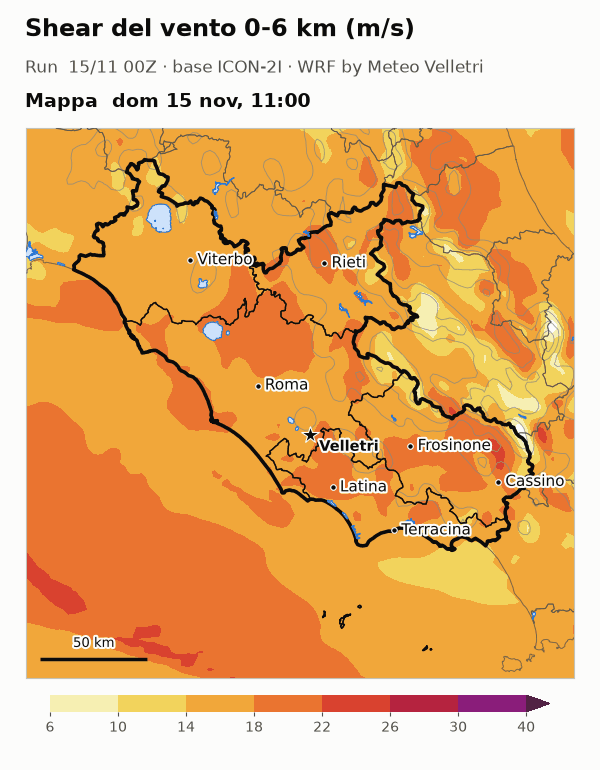 Shear del vento 0-6 km (m/s)
Run  15/11 00Z · base ICON-2I · WRF by Meteo Velletri
Mappa  dom 15 nov, 11:00
Viterbo
Rieti
Roma
Velletri
Frosinone
Latina
Cassino
Terracina
50 km
6 10 14 18 22 26 30 40